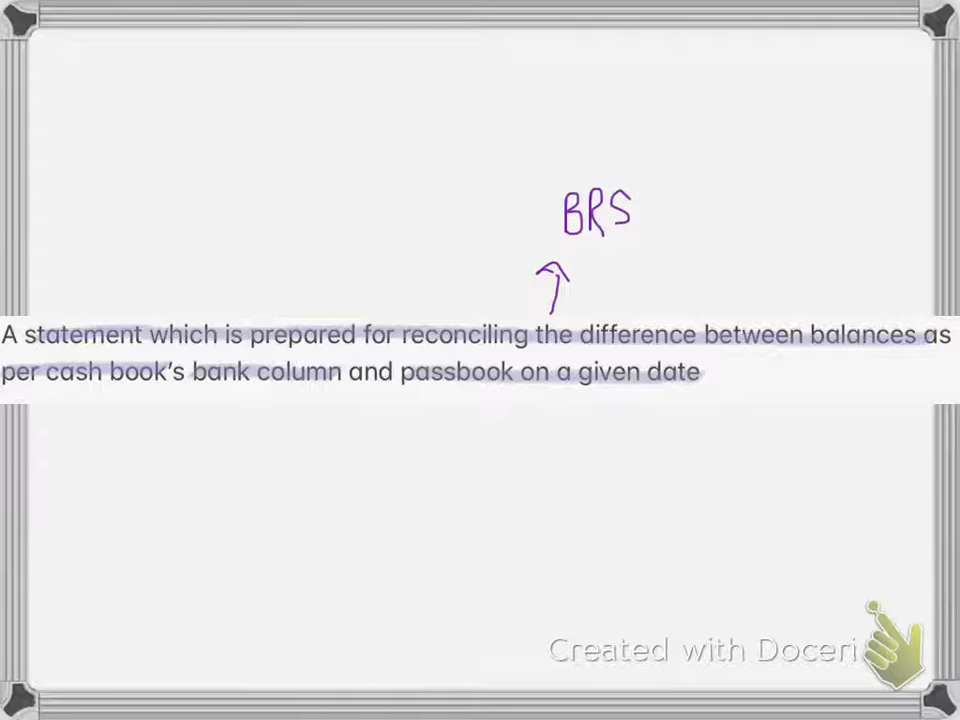 BRS
A statement which is prepared for reconciling the difference between balances as
per cash book's bank column and passbook on a given date
Created with Doceri